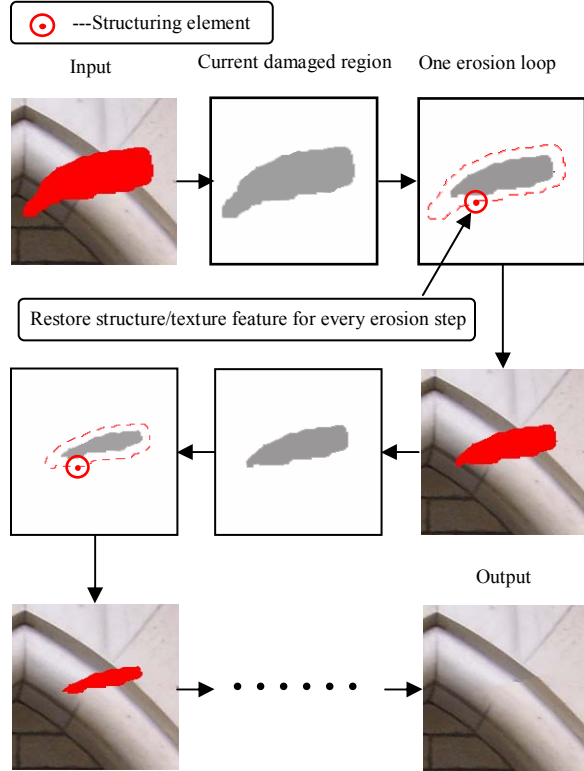 ---Structuring element
Input
Current damaged region
One erosion loop
Restore structure/texture feature for every erosion step
Output